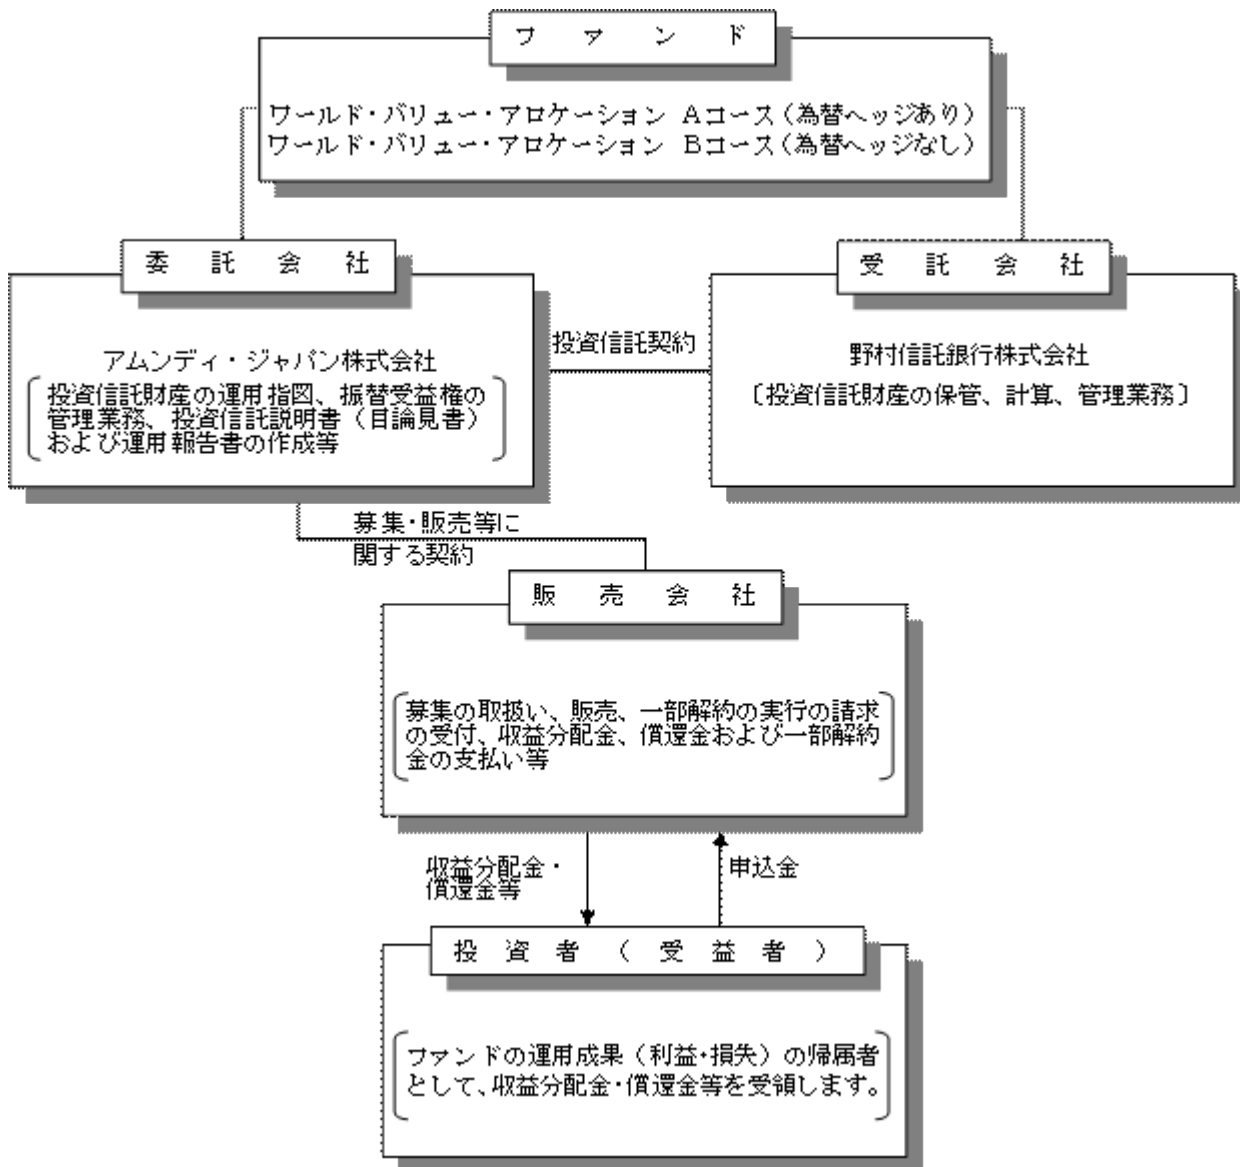 ファンド
ワールド・バリュー・アロケーション Aコース（為替ヘッジあり）
ワールド・バリュー・アロケーション Bコース（為替ヘッジなし）
委託会社
受託会社
アムンディ・ジャパン株式会社
投資信託財産の運用指図、振替受益権の
管理業務、投資信託説明書（目論見書）
および運用報告書の作成等
投資信託契約
野村信託銀行株式会社
〔投資信託財産の保管、計算、管理業務〕
募集・販売等に
関する契約
販売会社
募集の取扱い、販売、一部解約の実行の請求
の受付、収益分配金、償還金および一部解約
金の支払い等
収益分配金・
償還金等
申込金
投資者（受益者）
ファンドの運用成果（利益・損失）の帰属者
として、収益分配金・償還金等を受領します。